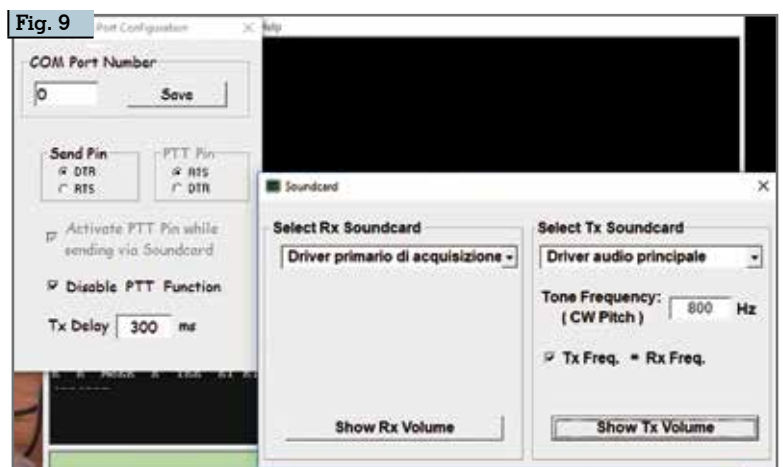 Fig. 9
Port Configuration
Help
COM Port Number
0
Save
Send Pin
DTR
RTS
PTT Pin
RTS
DTR
Activate PTT Pin while
sending via Soundcard
Disable PTT Function
Tx Delay 300 ms
Soundcard
Select Rx Soundcard
Driver primario di acquisizione
Show Rx Volume
Select Tx Soundcard
Driver audio principale
Tone Frequency:
( CW Pitch )
800 Hz
Tx Freq. = Rx Freq.
Show Tx Volume